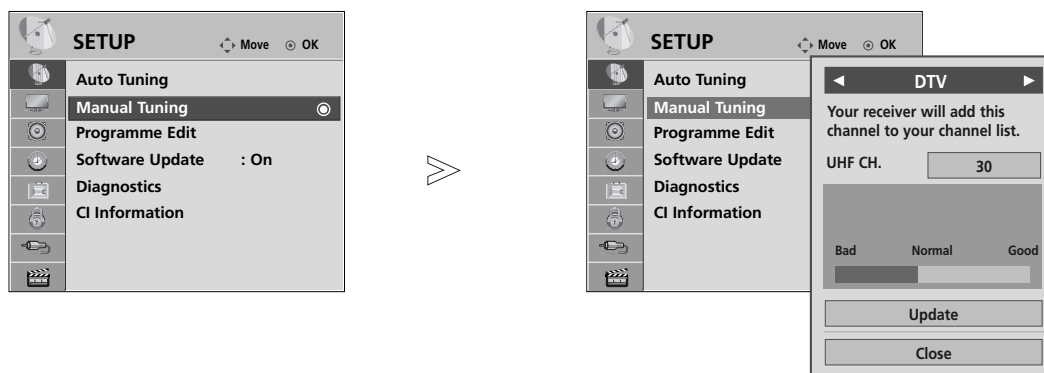 SETUP Move OK
Auto Tuning
Manual Tuning
Programme Edit
Software Update : On
Diagnostics
CI Information
SETUP Move OK
Auto Tuning
Manual Tuning
Programme Edit
Software Update
Diagnostics
CI Information
DTV
Your receiver will add this
channel to your channel list.
UHF CH. 30
Bad Normal Good
Update
Close